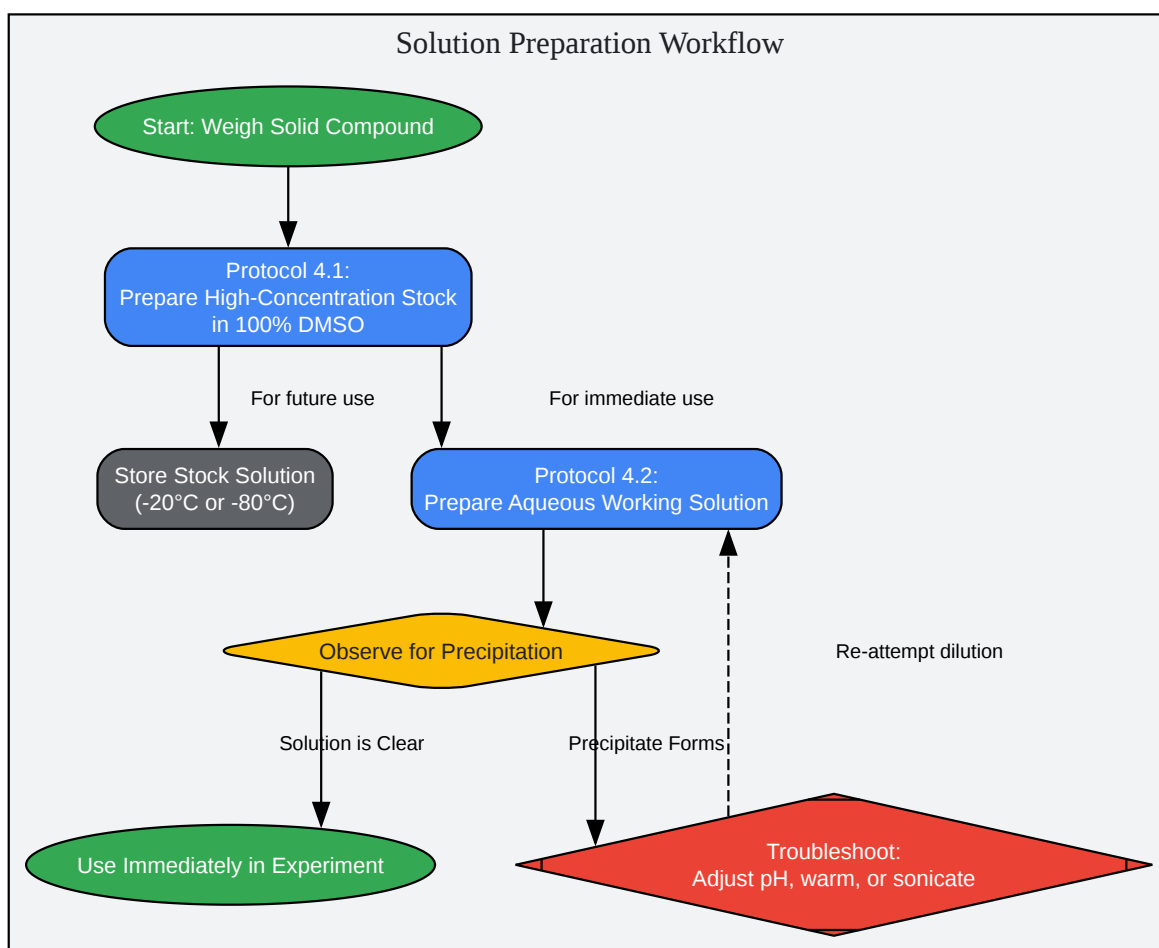 Solution Preparation Workflow
Start: Weigh Solid Compound
Protocol 4.1:
Prepare High-Concentration Stock
in 100% DMSO
For future use
For immediate use
Store Stock Solution
(-20°C or -80°C)
Protocol 4.2:
Prepare Aqueous Working Solution
Observe for Precipitation
Re-attempt dilution
Solution is Clear
Precipitate Forms
Use Immediately in Experiment
Troubleshoot:
Adjust pH, warm, or sonicate